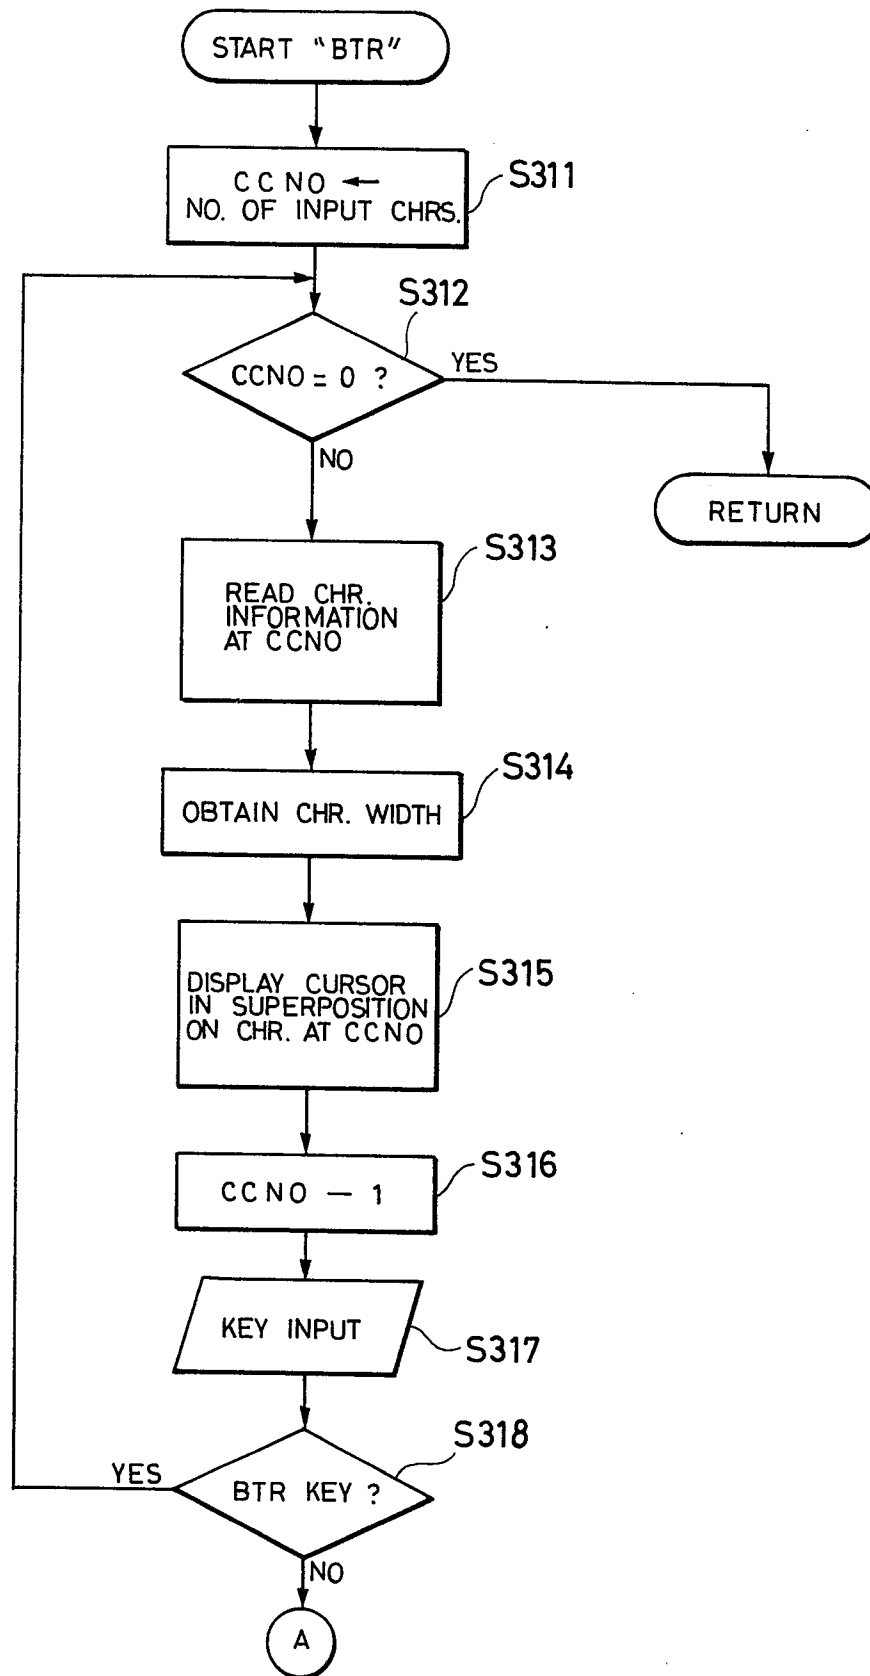 START "BTR"
CCNO ←
NO. OF INPUT CHRS.
S311
S312
CCNO = 0 ?
YES
NO
RETURN
S313
READ CHR.
INFORMATION
AT CCNO
S314
OBTAIN CHR. WIDTH
S315
DISPLAY CURSOR
IN SUPERPOSITION
ON CHR. AT CCNO
S316
CCNO — 1
KEY INPUT
S317
S318
YES
BTR KEY ?
NO
A